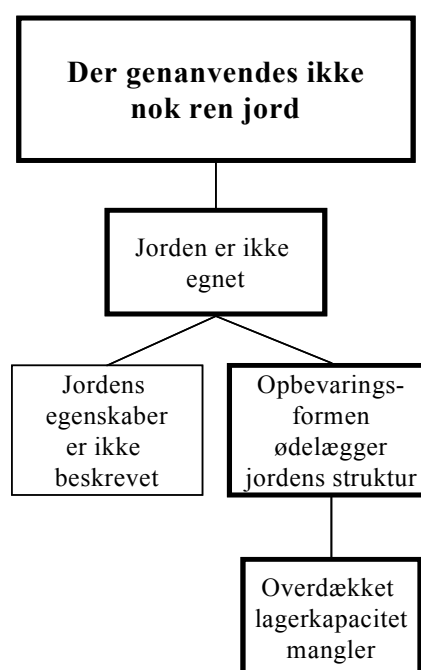 Der genanvendes ikke
nok ren jord
Jorden er ikke
egnet
Jordens
egenskaber
er ikke
beskrevet
Opbevarings-
formen
ødelægger
jordens struktur
Overdækket
lagerkapacitet
mangler